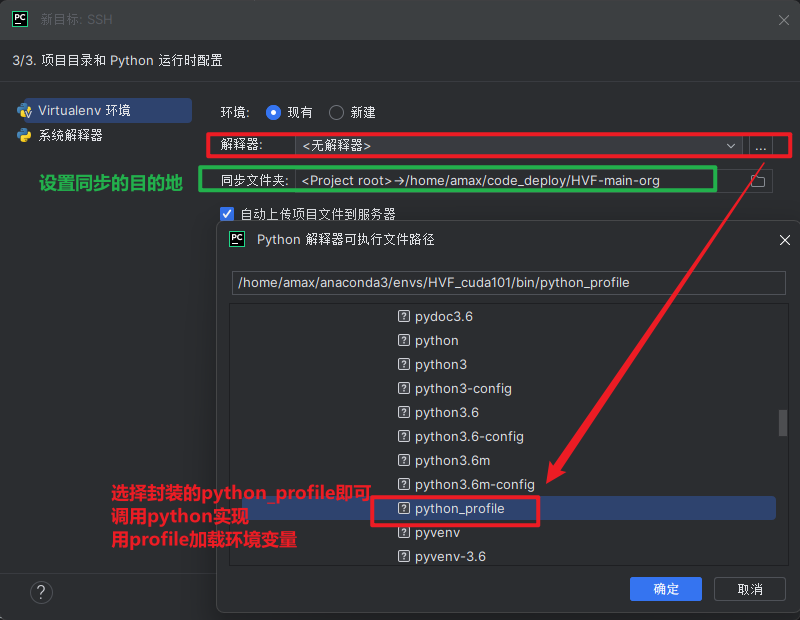 PC 新目标: SSH
3/3. 项目目录和 Python 运行时配置
Virtualenv 环境
系统解释器
环境: 现有 新建
解释器: <无解释器> ...
设置同步的目的地
同步文件夹: <Project root>→/home/amax/code_deploy/HVF-main-org
自动上传项目文件到服务器
PC Python 解释器可执行文件路径
/home/amax/anaconda3/envs/HVF_cuda101/bin/python_profile
? pydoc3.6
? python
? python3
? python3-config
? python3.6
? python3.6-config
? python3.6m
? python3.6m-config
? python_profile
? pyvenv
? pyvenv-3.6
选择封装的python_profile即可
调用python实现
用profile加载环境变量
?
确定 取消